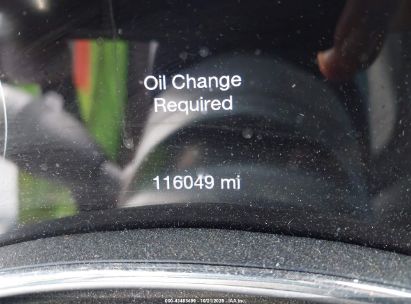 Oil Change
Required
116049 mi